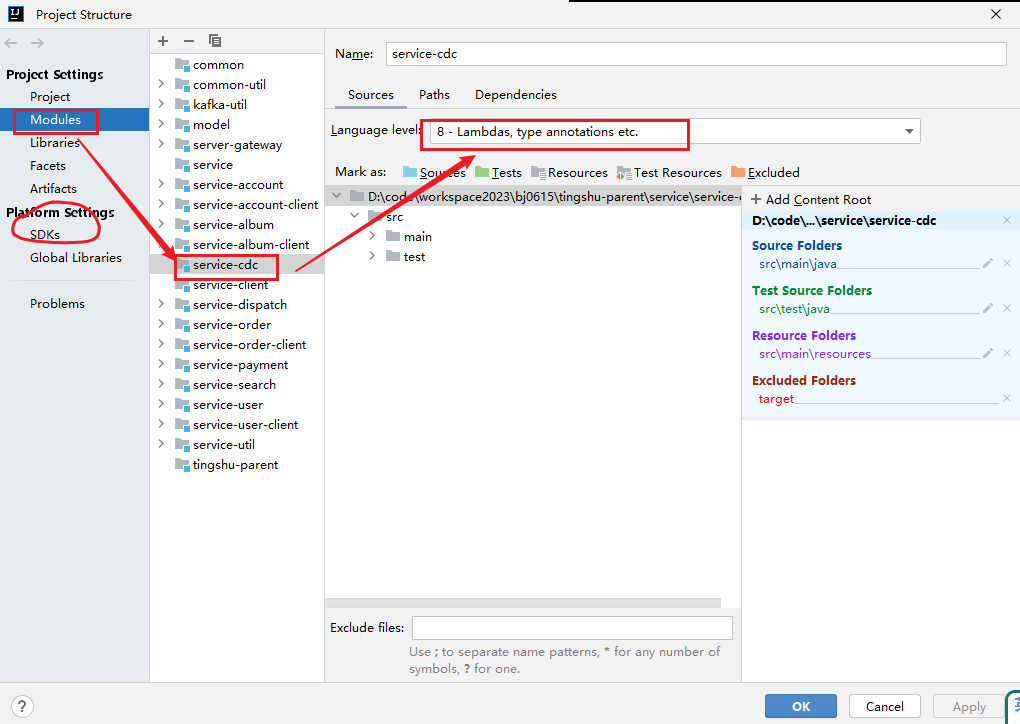 Project Structure
Project Settings
Project
Modules
Libraries
Facets
Artifacts
Platform Settings
SDKs
Global Libraries
Problems
common
common-util
kafka-util
model
server-gateway
service
service-account
service-account-client
service-album
service-album-client
service-cdc
service-client
service-dispatch
service-order
service-order-client
service-payment
service-search
service-user
service-user-client
service-util
tingshu-parent
Name: service-cdc
Sources Paths Dependencies
Language level: 8 - Lambdas, type annotations etc.
Mark as: Sources Tests Resources Test Resources Excluded
D:\code\workspace2023\bj0615\tingshu-parent\service\service-
src
main
test
+ Add Content Root
D:\code\...\service\service-cdc
Source Folders
src\main\java
Test Source Folders
src\test\java
Resource Folders
src\main\resources
Excluded Folders
target
Exclude files:
Use ; to separate name patterns, * for any number of
symbols, ? for one.
?
OK Cancel Apply